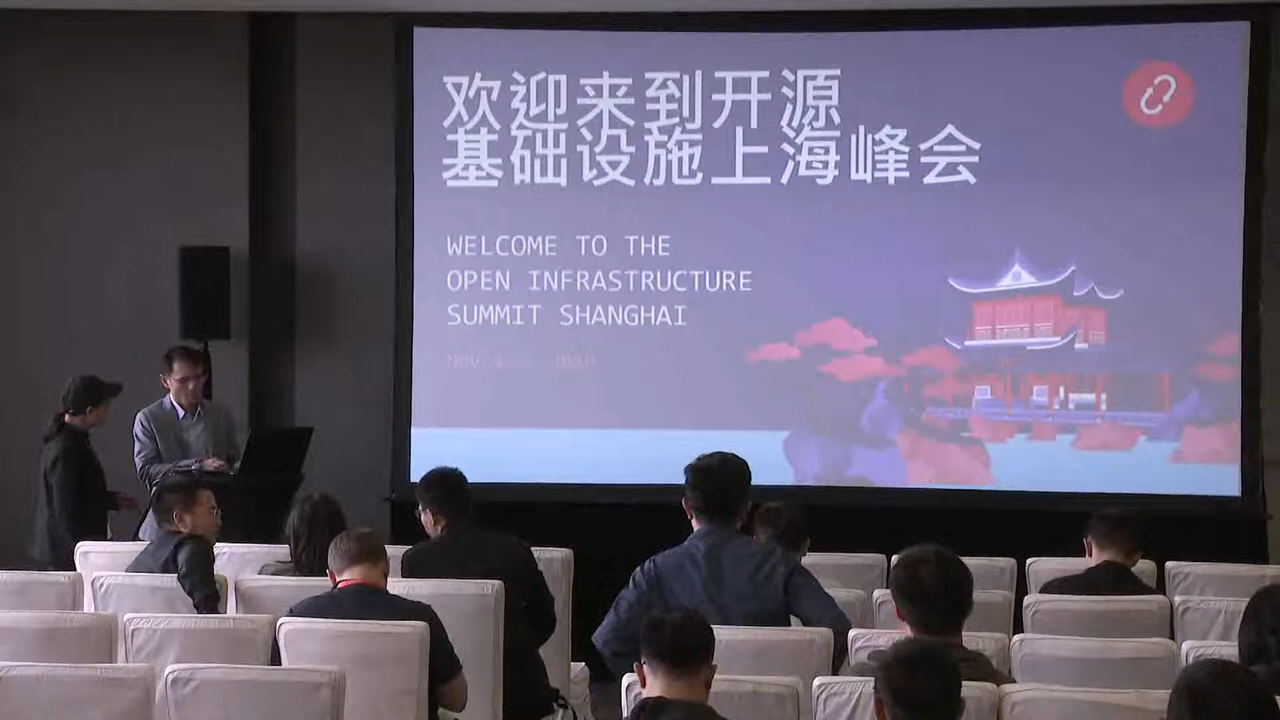 欢迎来到开源
基础设施上海峰会
WELCOME TO THE
OPEN INFRASTRUCTURE
SUMMIT SHANGHAI
NOV